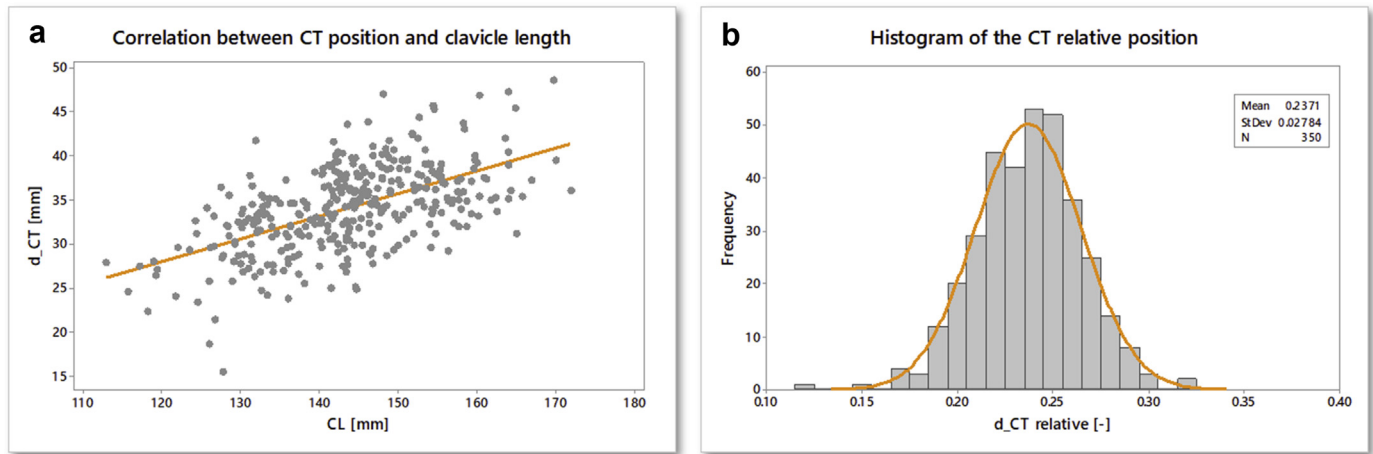 a
Correlation between CT position and clavicle length
50
45
40
35
30
25
20
15
d_CT [mm]
110 120 130 140 150 160 170 180
CL [mm]
b
Histogram of the CT relative position
60
50
40
30
20
10
0
Frequency
Mean 0.2371
StDev 0.02784
N 350
0.10 0.15 0.20 0.25 0.30 0.35 0.40
d_CT relative [-]